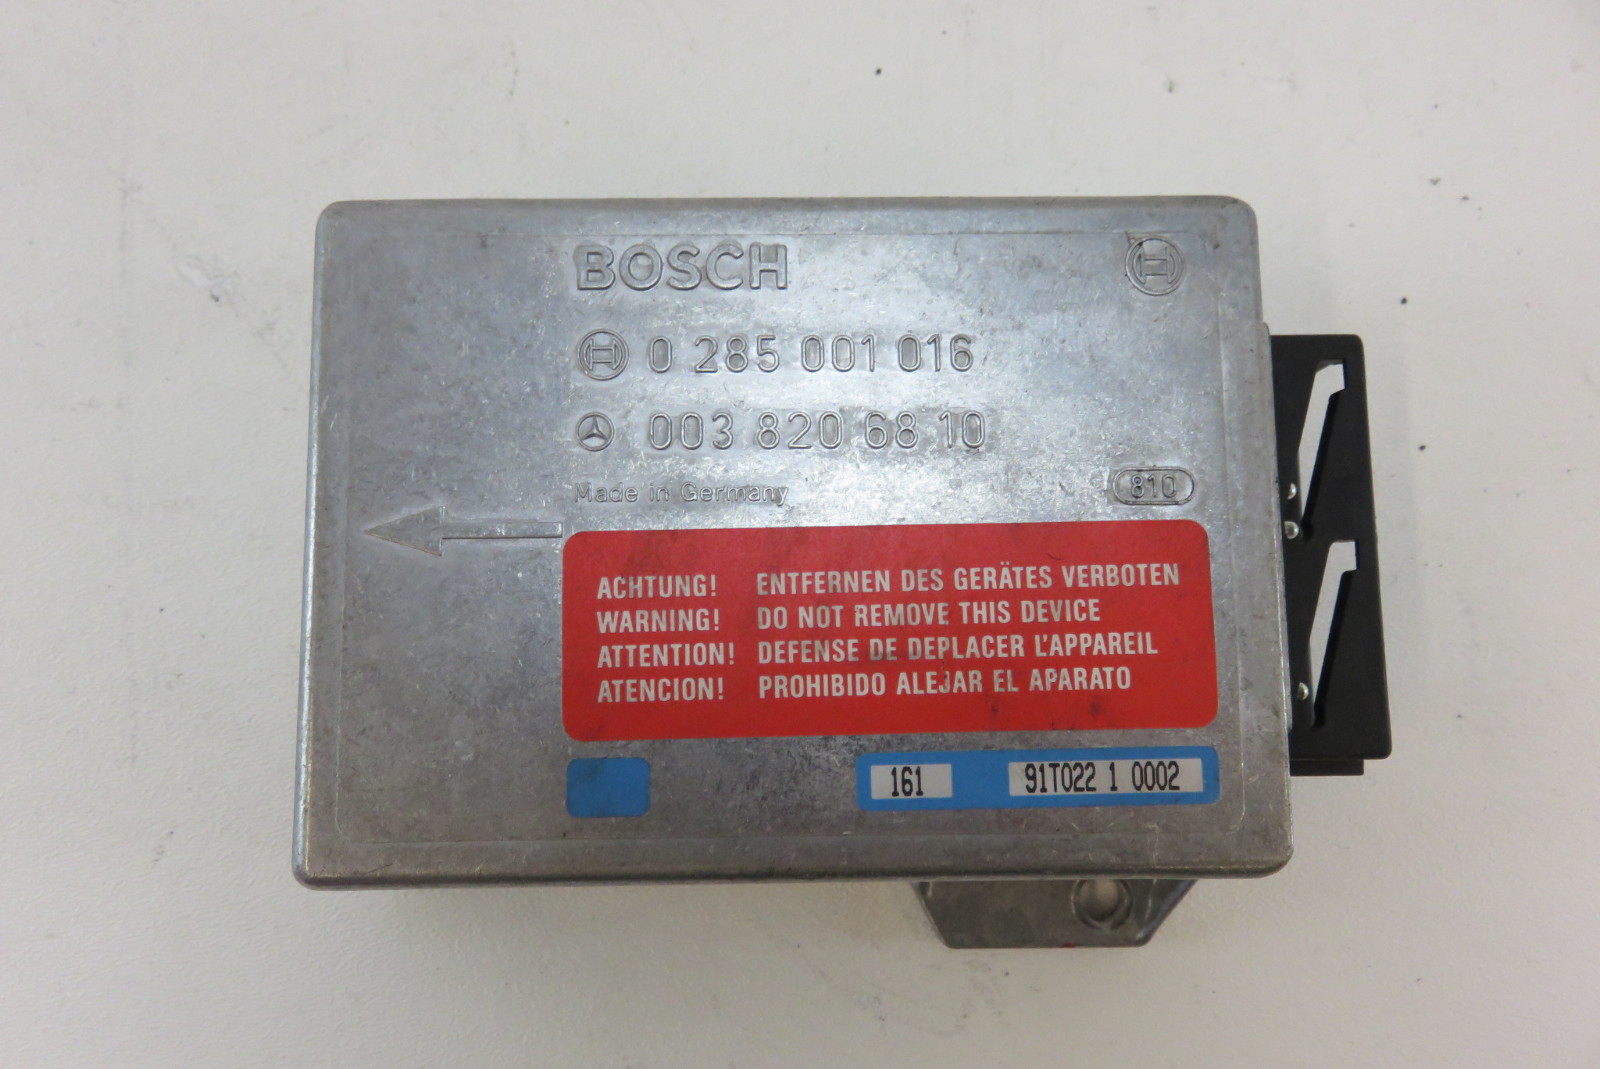 BOSCH
0 285 001 016
003 820 68 10
Made in Germany
810
ACHTUNG! ENTFERNEN DES GERÄTES VERBOTEN
WARNING! DO NOT REMOVE THIS DEVICE
ATTENTION! DEFENSE DE DEPLACER L'APPAREIL
ATENCION! PROHIBIDO ALEJAR EL APARATO
161 91T022 1 0002